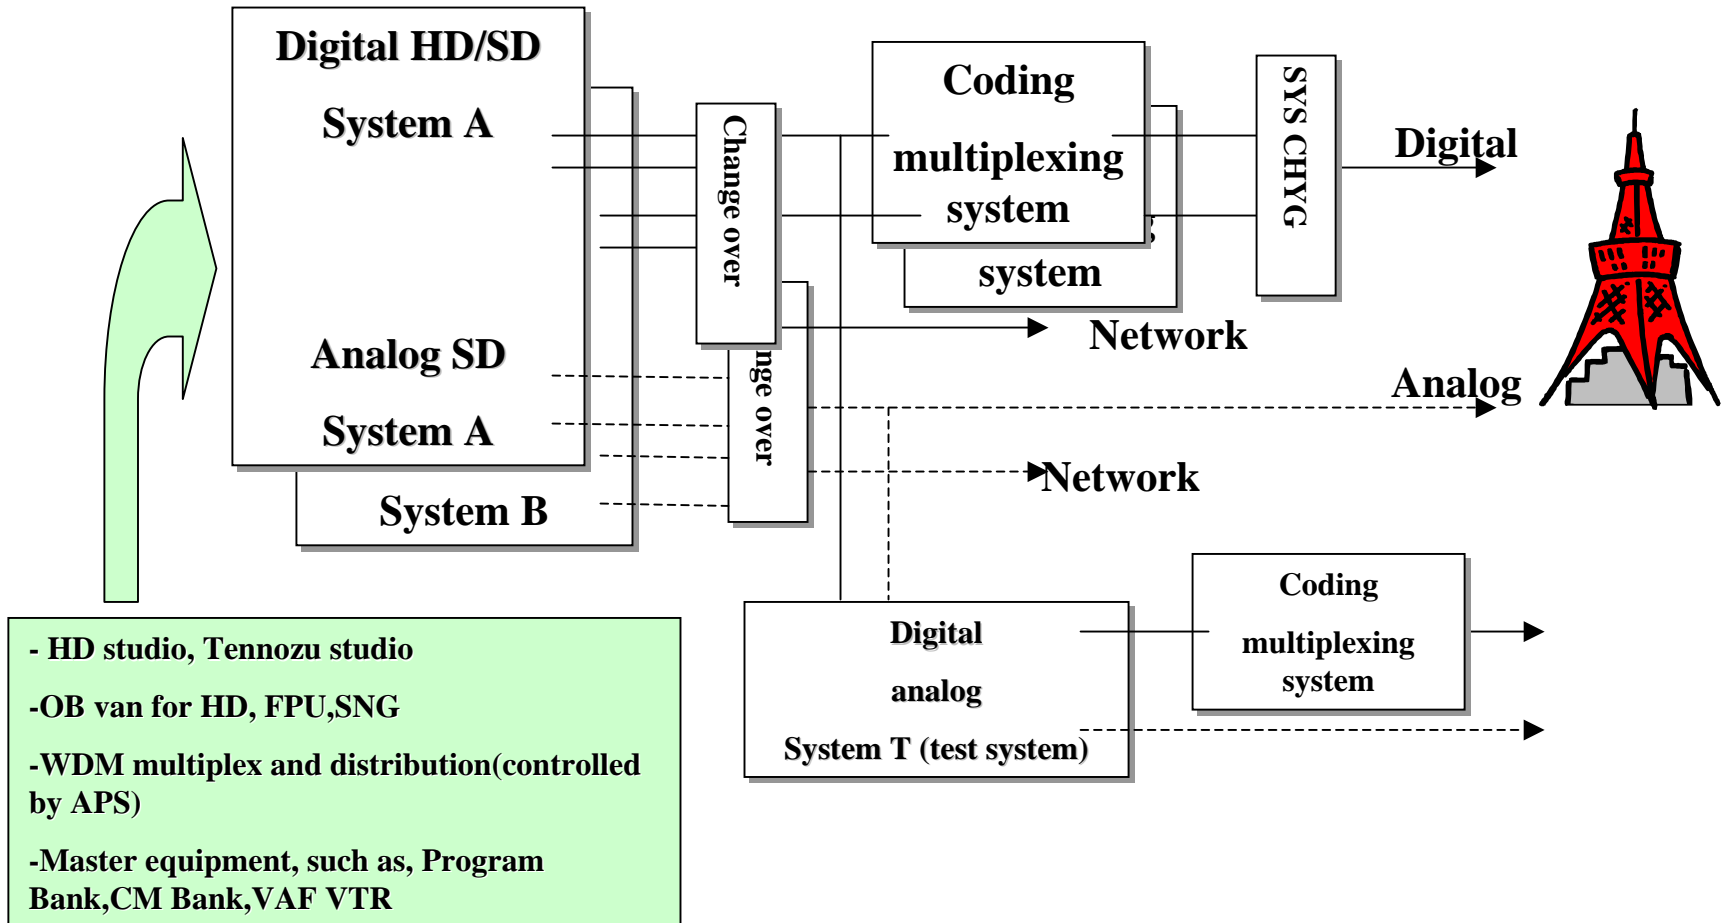 Digital HD/SD
System A
Analog SD
System A
System B
Change over
nge over
Coding
multiplexing
system
system
SYS CHYG
Digital
Network
Analog
Network
Digital
analog
System T (test system)
Coding
multiplexing
system
- HD studio, Tennozu studio
-OB van for HD, FPU,SNG
-WDM multiplex and distribution(controlled
by APS)
-Master equipment, such as, Program
Bank,CM Bank,VAF VTR